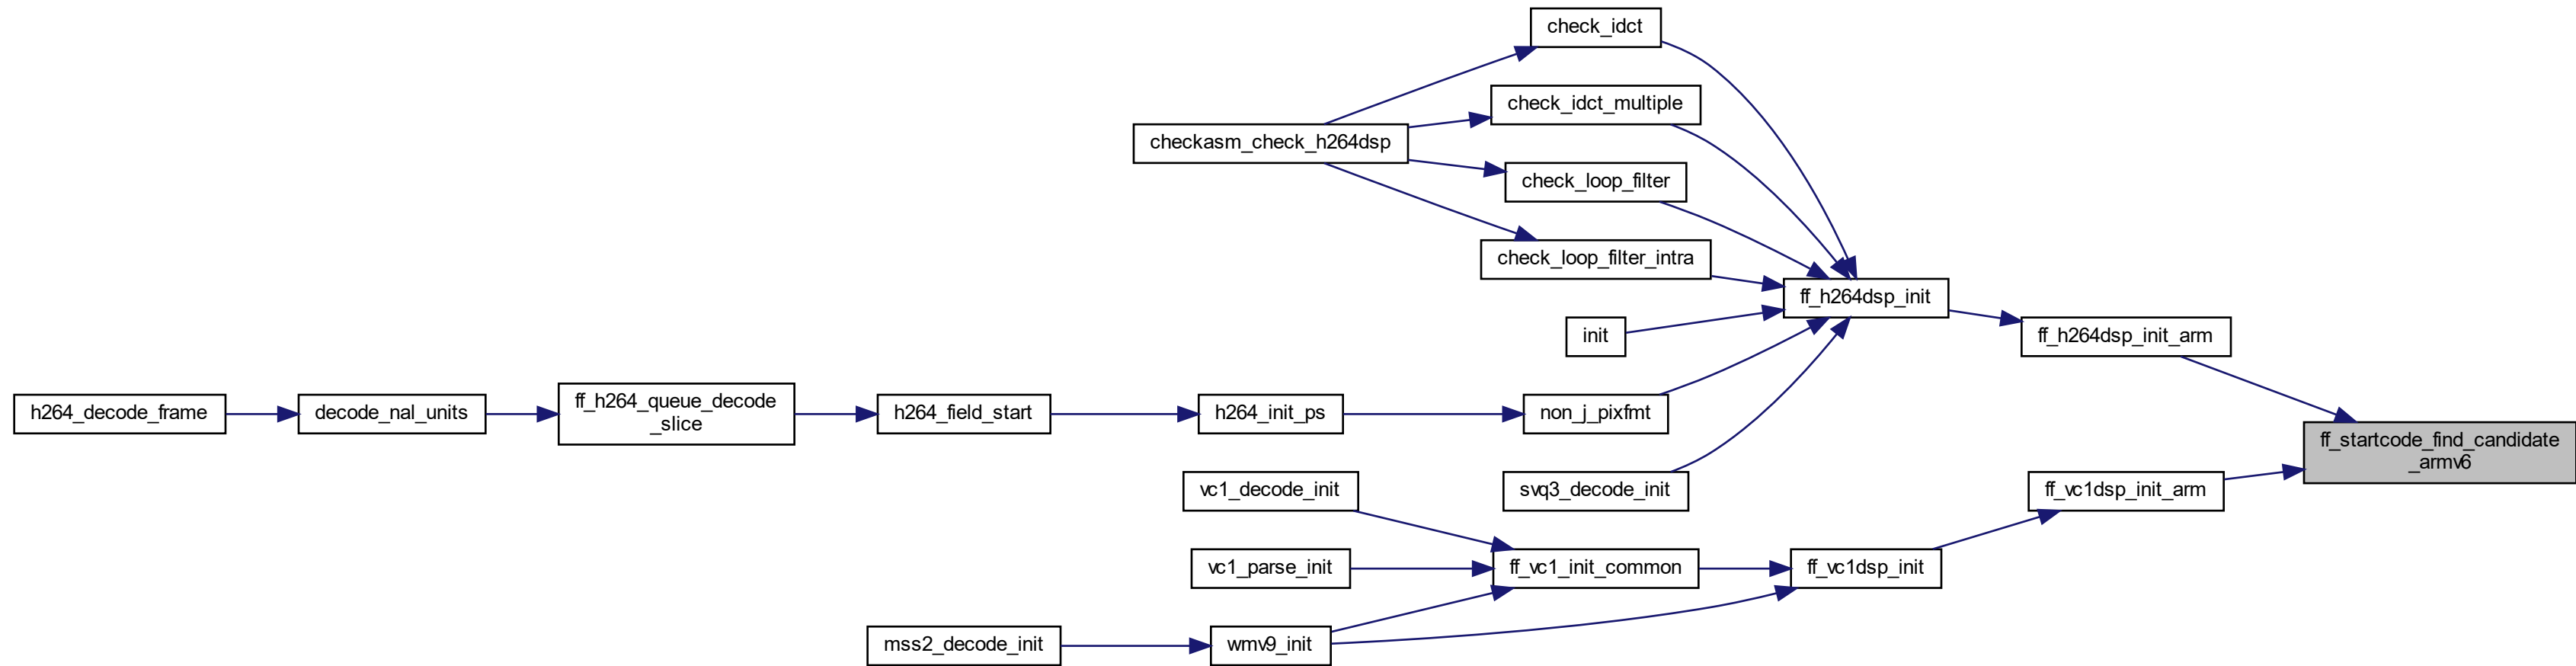 check_idct
check_idct_multiple
checkasm_check_h264dsp
check_loop_filter
check_loop_filter_intra
ff_h264dsp_init
init
ff_h264dsp_init_arm
h264_decode_frame
decode_nal_units
ff_h264_queue_decode
_slice
h264_field_start
h264_init_ps
non_j_pixfmt
ff_startcode_find_candidate
_armv6
vc1_decode_init
svq3_decode_init
ff_vc1dsp_init_arm
vc1_parse_init
ff_vc1_init_common
ff_vc1dsp_init
mss2_decode_init
wmv9_init